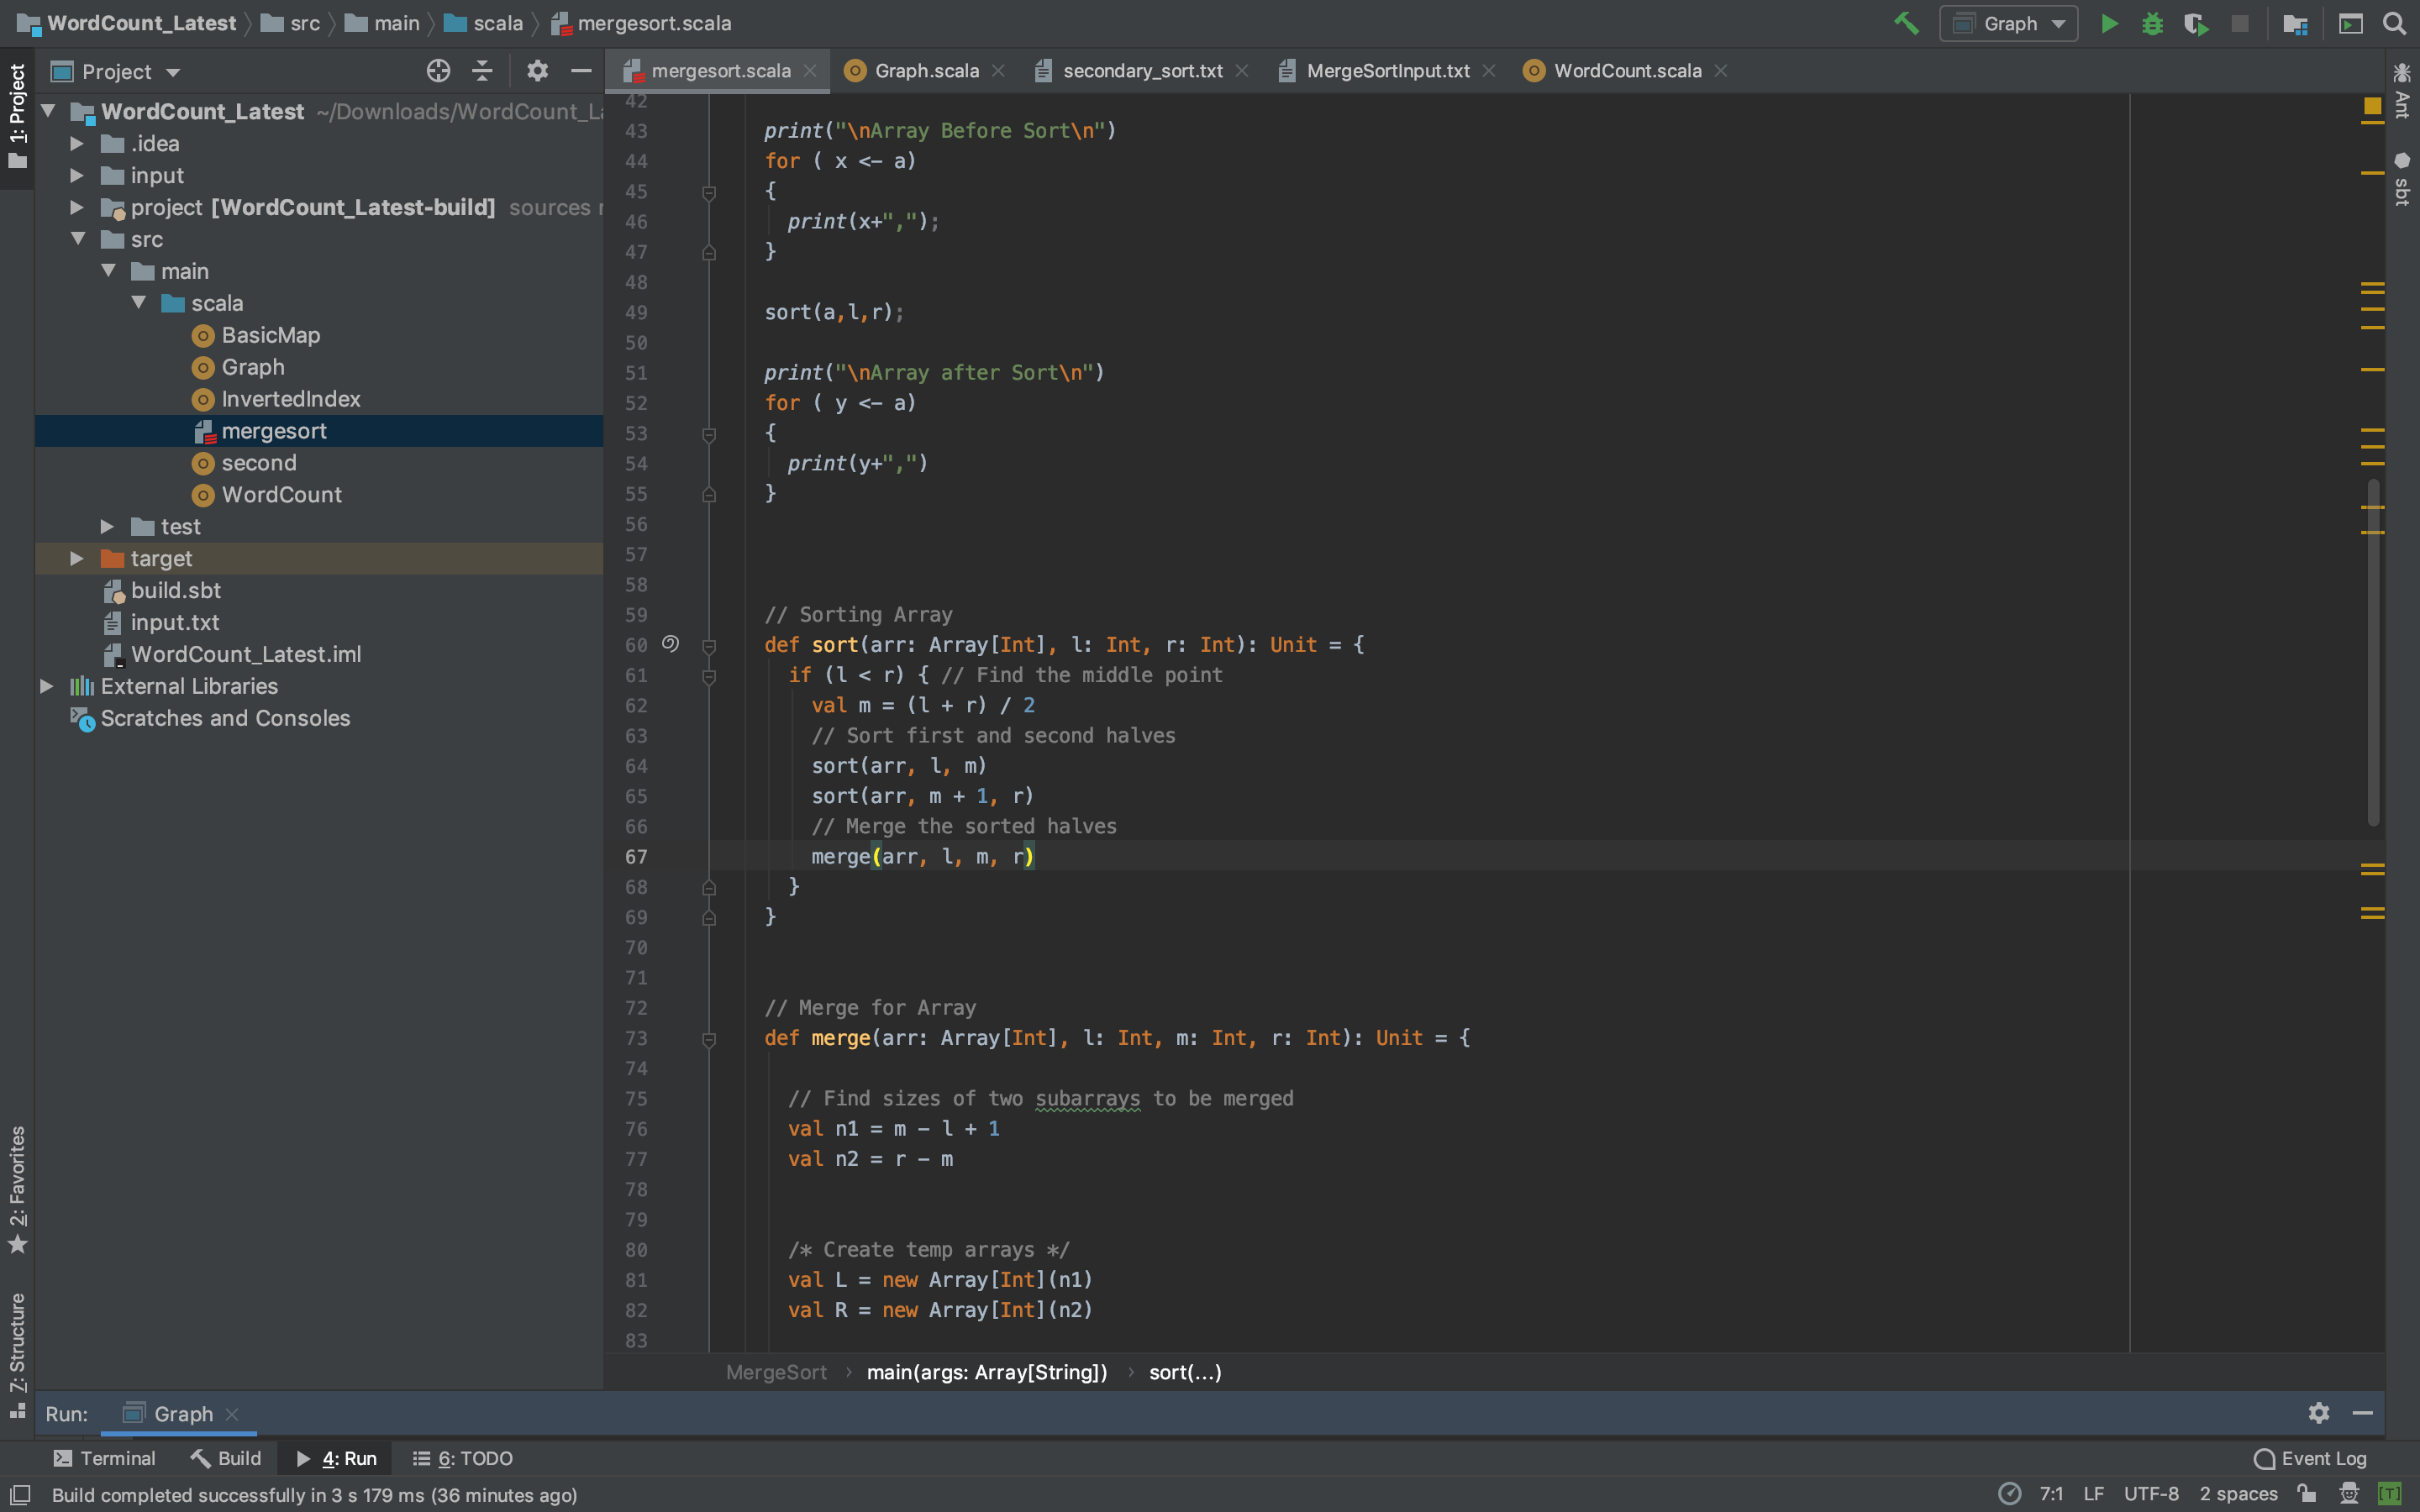 WordCount_Latest src main scala mergesort.scala Graph
1: Project
Project
WordCount_Latest ~/Downloads/WordCount_La
.idea
input
project [WordCount_Latest-build] sources r
src
main
scala
BasicMap
Graph
InvertedIndex
mergesort
second
WordCount
test
target
build.sbt
input.txt
WordCount_Latest.iml
External Libraries
Scratches and Consoles
2: Favorites
Z: Structure
mergesort.scala Graph.scala secondary_sort.txt MergeSortInput.txt WordCount.scala
42
43 print("\nArray Before Sort\n")
44 for ( x <- a)
45 {
46 print(x+",");
47 }
48
49 sort(a,l,r);
50
51 print("\nArray after Sort\n")
52 for ( y <- a)
53 {
54 print(y+",")
55 }
56
57
58
59 // Sorting Array
60 def sort(arr: Array[Int], l: Int, r: Int): Unit = {
61 if (l < r) { // Find the middle point
62 val m = (l + r) / 2
63 // Sort first and second halves
64 sort(arr, l, m)
65 sort(arr, m + 1, r)
66 // Merge the sorted halves
67 merge(arr, l, m, r)
68 }
69 }
70
71
72 // Merge for Array
73 def merge(arr: Array[Int], l: Int, m: Int, r: Int): Unit = {
74
75 // Find sizes of two subarrays to be merged
76 val n1 = m - l + 1
77 val n2 = r - m
78
79
80 /* Create temp arrays */
81 val L = new Array[Int](n1)
82 val R = new Array[Int](n2)
83
MergeSort › main(args: Array[String]) › sort(...)
Ant
sbt
Run: Graph
Terminal Build 4: Run 6: TODO Event Log
Build completed successfully in 3 s 179 ms (36 minutes ago) 7:1 LF UTF-8 2 spaces [T]